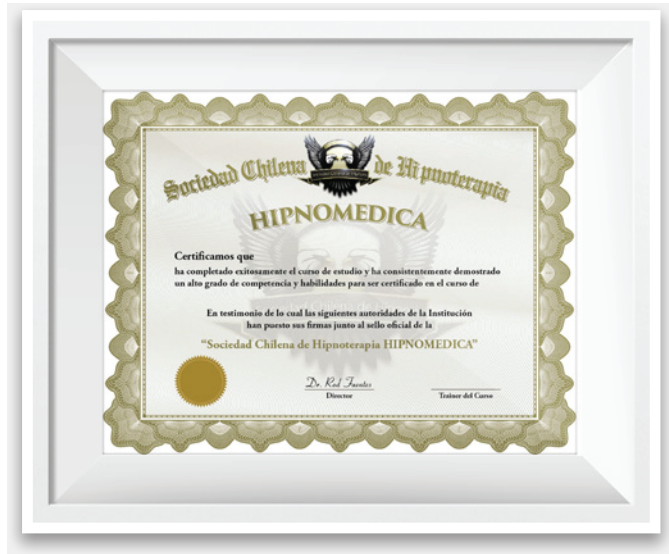 Sociedad Chilena de Hipnoterapia
HIPNOMEDICA
Certificamos que
ha completado exitosamente el curso de estudio y ha consistentemente demostrado
un alto grado de competencia y habilidades para ser certificado en el curso de
En testimonio de lo cual las siguientes autoridades de la Institución
han puesto sus firmas junto al sello oficial de la
"Sociedad Chilena de Hipnoterapia HIPNOMEDICA"
Dr. Rod Fuentes
Director
Trainer del Curso